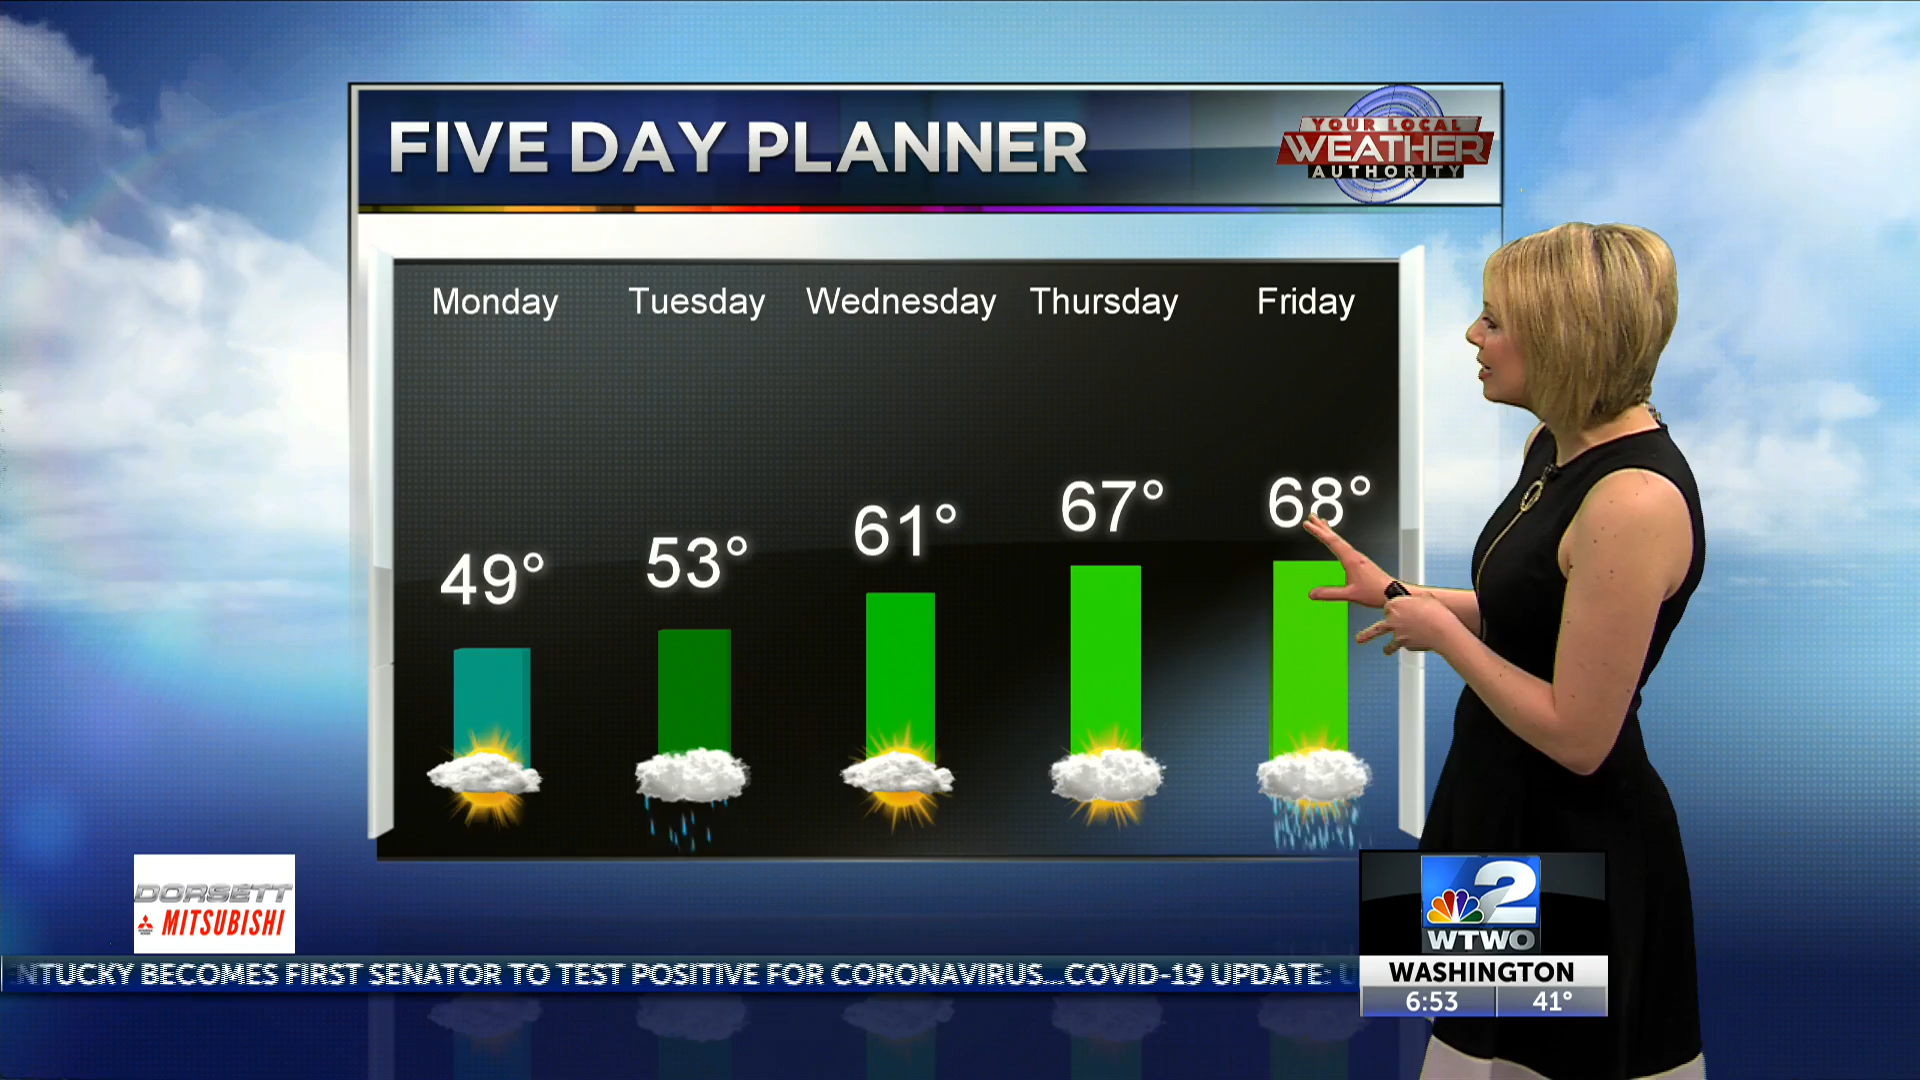 FIVE DAY PLANNER
YOUR LOCAL
WEATHER
AUTHORITY
Monday Tuesday Wednesday Thursday Friday
49° 53° 61° 67° 68°
DORSETT
MITSUBISHI
NTUCKY BECOMES FIRST SENATOR TO TEST POSITIVE FOR CORONAVIRUS...COVID-19 UPDATE:
2
WTWO
WASHINGTON
6:53 41°